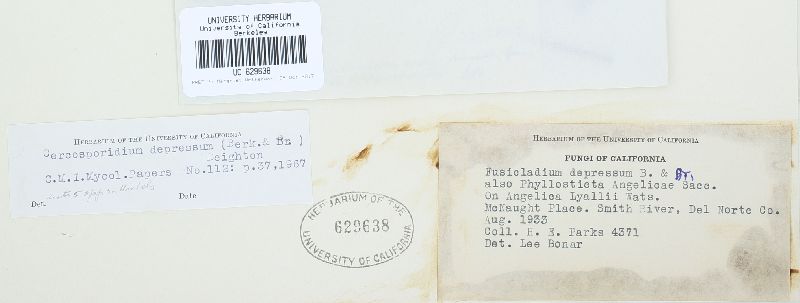 UNIVERSITY HERBARIUM
University of California
Berkeley
UC 629638
HERBARIUM OF THE UNIVERSITY OF CALIFORNIA
Cercosporidium depressum (Berk.& Br.)
Deighton
C.M.I.Mycol.Papers No.112: p.37,1967
Det.
Date
HERBARIUM OF THE
629638
UNIVERSITY OF CALIFORNIA
HERBARIUM OF THE UNIVERSITY OF CALIFORNIA
FUNGI OF CALIFORNIA
Fusicladium depressum B. & Br.
also Phyllosticta Angelicae Sacc.
On Angelica Lyallii Wats.
McNaught Place. Smith River, Del Norte Co.
Aug. 1933
Coll. H. E. Parks 4371
Det. Lee Bonar